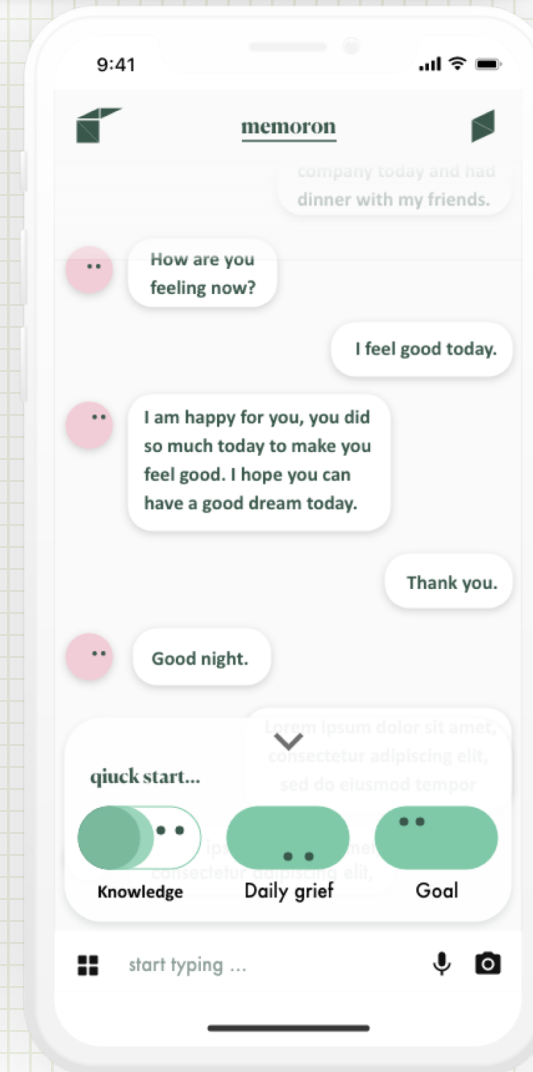 9:41
memoron
company today and had
dinner with my friends.
How are you
feeling now?
I feel good today.
I am happy for you, you did
so much today to make you
feel good. I hope you can
have a good dream today.
Thank you.
Good night.
Lorem ipsum dolor sit amet,
consectetur adipiscing elit,
sed do eiusmod tempor
qiuck start...
consectetur adipiscing elit,
Knowledge
Daily grief
Goal
start typing ...